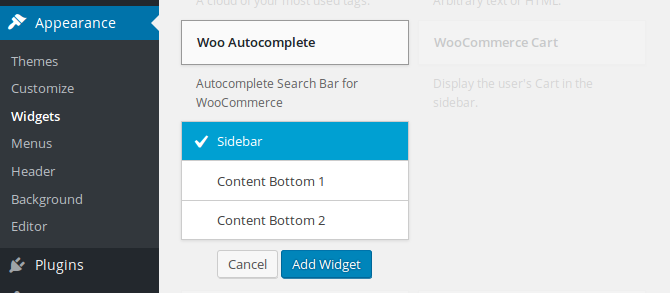 Appearance
Themes
Customize
Widgets
Menus
Header
Background
Editor
Plugins
A cloud of your most used tags.
Arbitrary text or HTML.
Woo Autocomplete
WooCommerce Cart
Autocomplete Search Bar for
WooCommerce
Display the user's Cart in the
sidebar.
Sidebar
Content Bottom 1
Content Bottom 2
Cancel
Add Widget